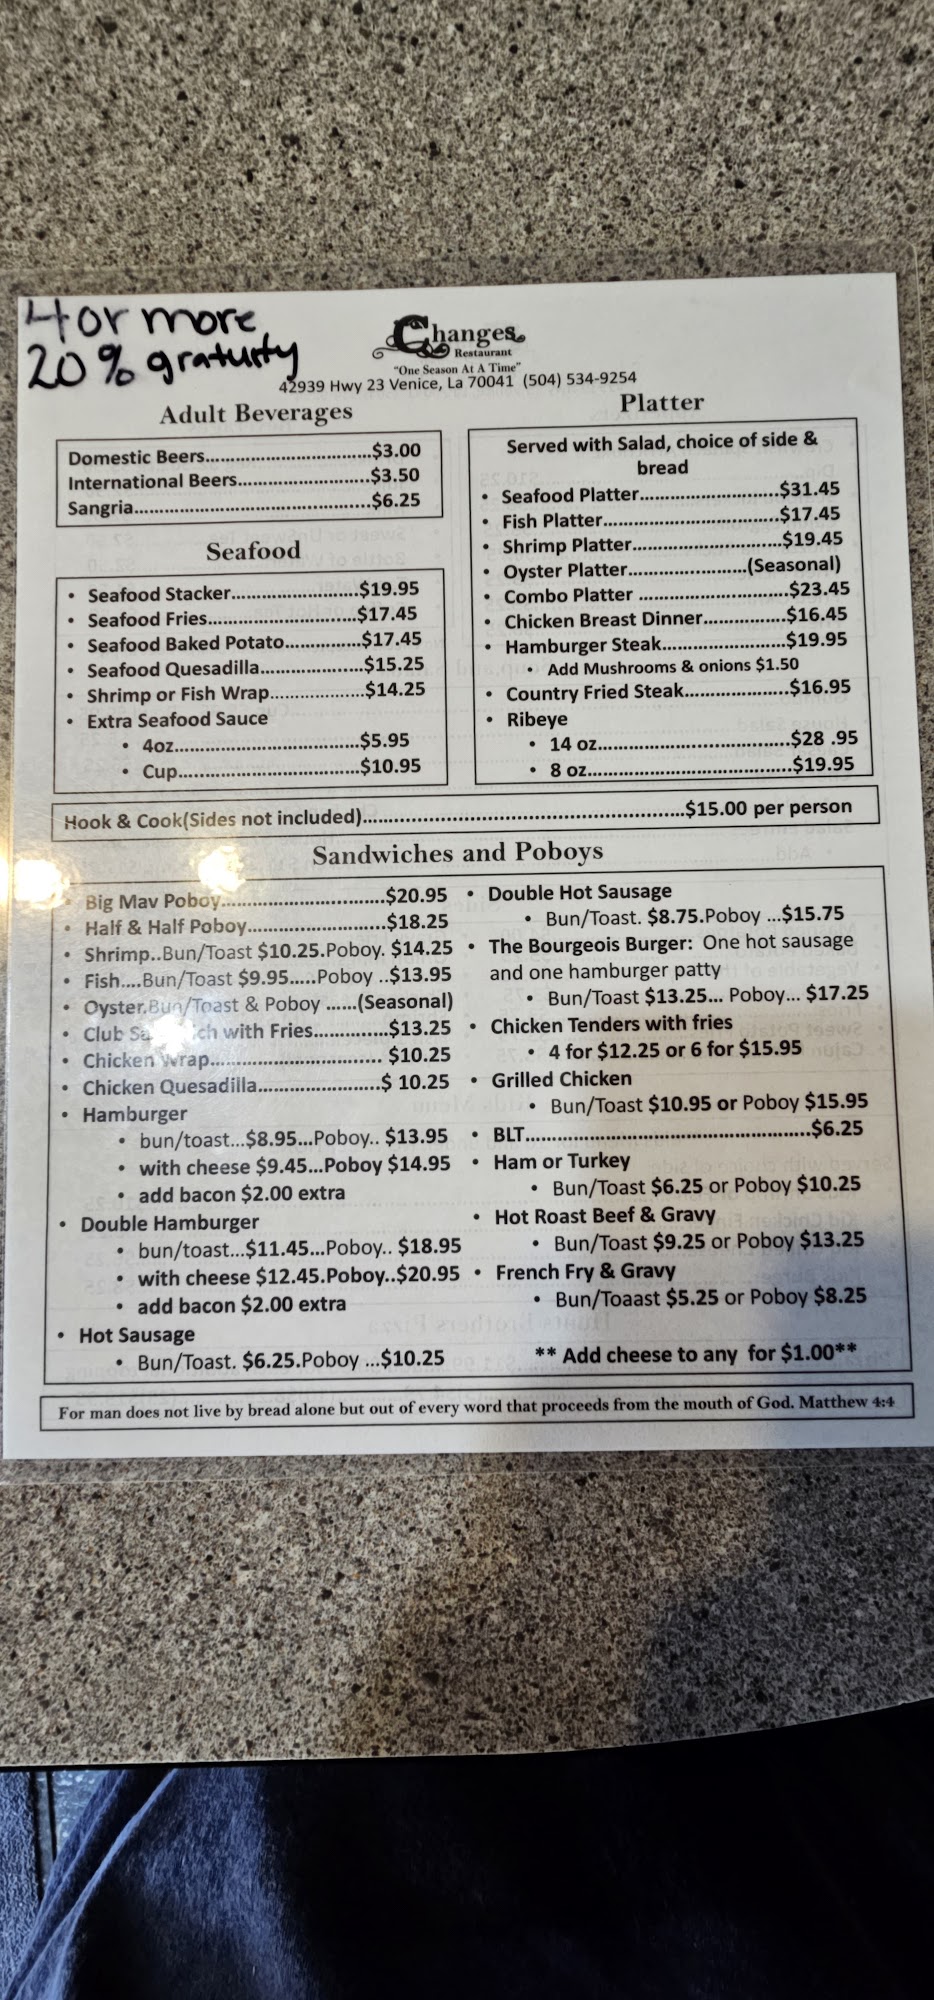 4 or more
20% gratuity
Changes
Restaurant
"One Season At A Time"
42939 Hwy 23 Venice, La 70041 (504) 534-9254
Adult Beverages
Domestic Beers..............................$3.00
International Beers........................$3.50
Sangria...........................................$6.25
Seafood
• Seafood Stacker.......................$19.95
• Seafood Fries...........................$17.45
• Seafood Baked Potato.............$17.45
• Seafood Quesadilla..................$15.25
• Shrimp or Fish Wrap................$14.25
• Extra Seafood Sauce
• 4oz................................$5.95
• Cup...............................$10.95
Platter
Served with Salad, choice of side &
bread
• Seafood Platter.........................$31.45
• Fish Platter................................$17.45
• Shrimp Platter...........................$19.45
• Oyster Platter.....................(Seasonal)
• Combo Platter ...........................$23.45
• Chicken Breast Dinner...............$16.45
• Hamburger Steak.......................$19.95
• Add Mushrooms & onions $1.50
• Country Fried Steak...................$16.95
• Ribeye
• 14 oz..................................$28 .95
• 8 oz....................................$19.95
Hook & Cook(Sides not included)..........................................................$15.00 per person
Sandwiches and Poboys
• Big Mav Poboy.............................$20.95
• Half & Half Poboy........................$18.25
• Shrimp..Bun/Toast $10.25.Poboy. $14.25
• Fish....Bun/Toast $9.95.....Poboy ..$13.95
• Oyster.Bun/Toast & Poboy ......(Seasonal)
• Club with Fries.............$13.25
• Chicken Wrap............................... $10.25
• Chicken Quesadilla......................$ 10.25
• Hamburger
• bun/toast...$8.95...Poboy.. $13.95
• with cheese $9.45...Poboy $14.95
• add bacon $2.00 extra
• Double Hamburger
• bun/toast...$11.45...Poboy.. $18.95
• with cheese $12.45.Poboy..$20.95
• add bacon $2.00 extra
• Hot Sausage
• Bun/Toast. $6.25.Poboy ...$10.25
• Double Hot Sausage
• Bun/Toast. $8.75.Poboy ...$15.75
• The Bourgeois Burger: One hot sausage
and one hamburger patty
• Bun/Toast $13.25... Poboy... $17.25
• Chicken Tenders with fries
• 4 for $12.25 or 6 for $15.95
• Grilled Chicken
• Bun/Toast $10.95 or Poboy $15.95
• BLT....................................................$6.25
• Ham or Turkey
• Bun/Toast $6.25 or Poboy $10.25
• Hot Roast Beef & Gravy
• Bun/Toast $9.25 or Poboy $13.25
• French Fry & Gravy
• Bun/Toaast $5.25 or Poboy $8.25
** Add cheese to any for $1.00**
For man does not live by bread alone but out of every word that proceeds from the mouth of God. Matthew 4:4